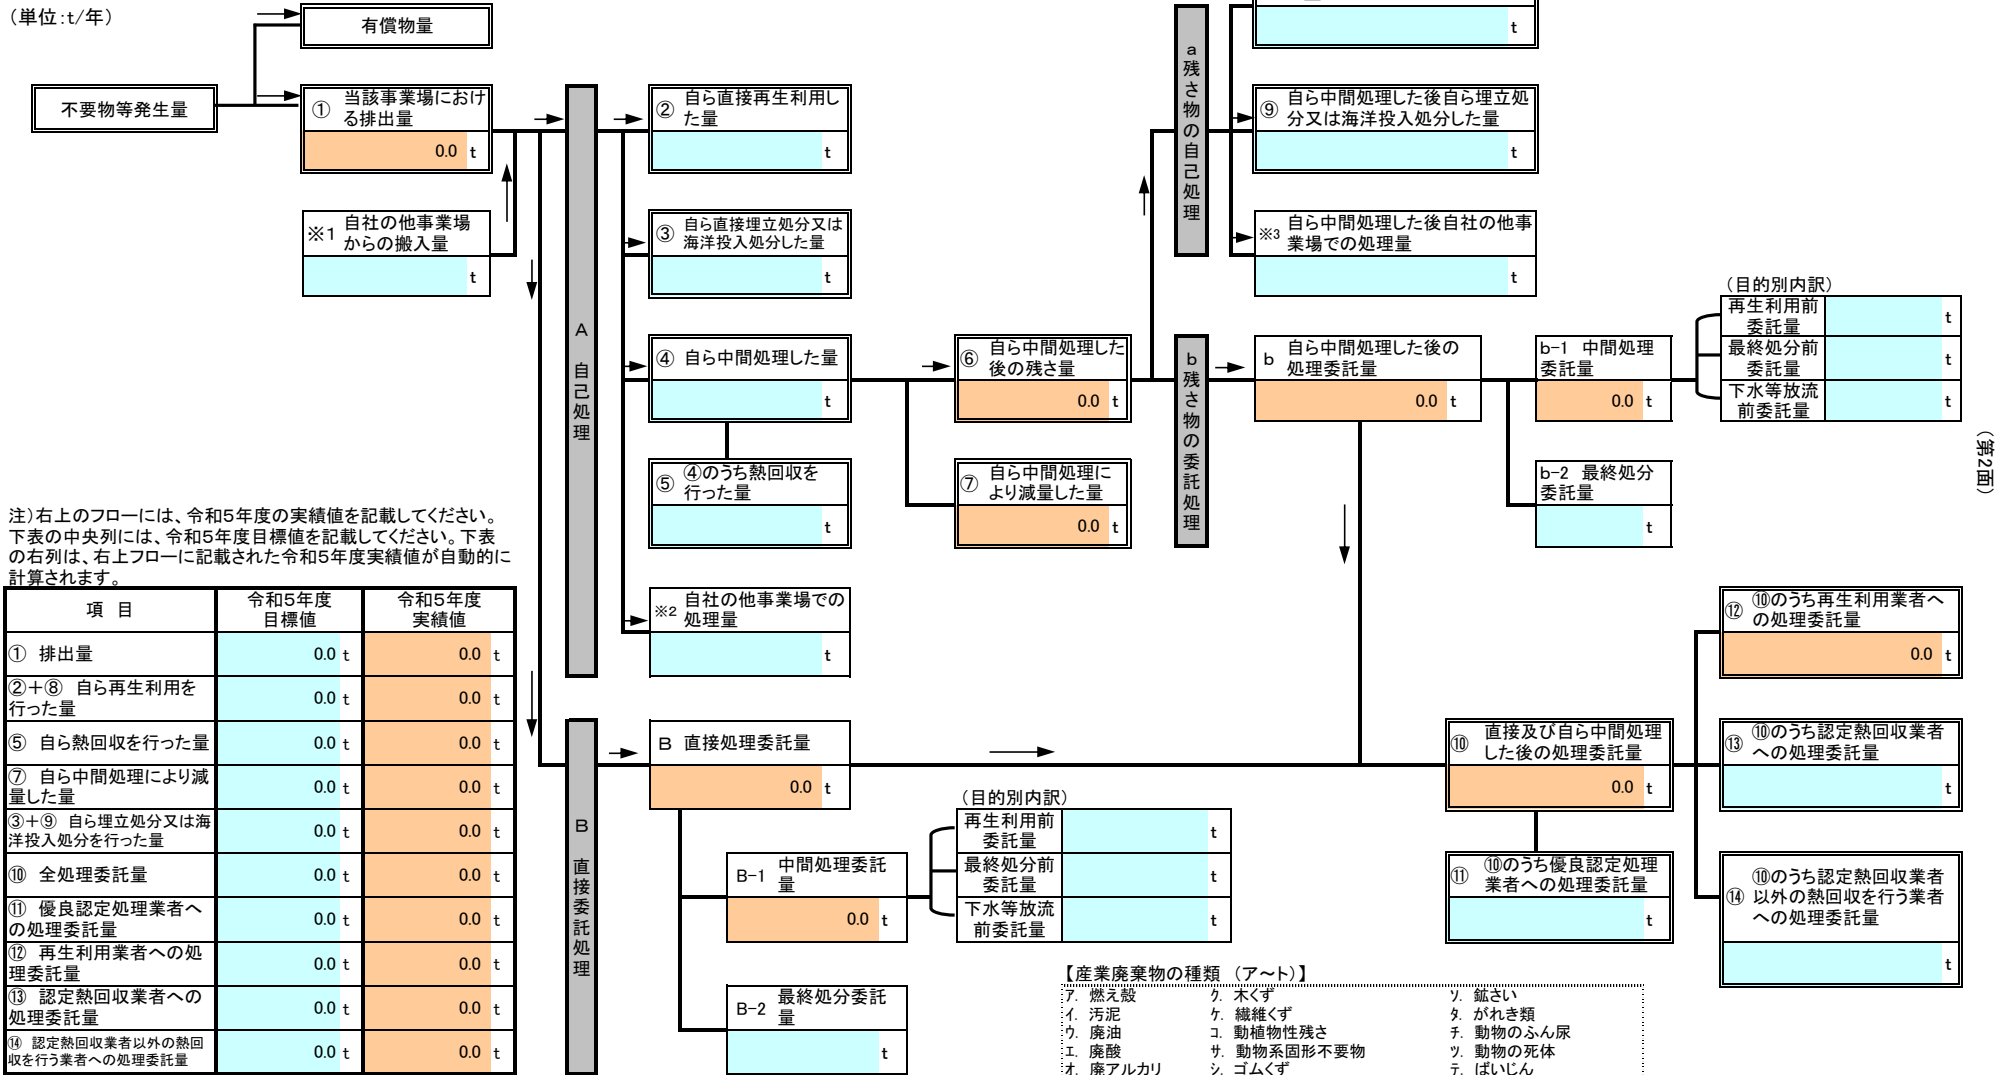 （単位:t/年）
有償物量
不要物等発生量
① 当該事業場におけ
る排出量
0.0 t
※1 自社の他事業場
からの搬入量
t
A 自己処理
② 自ら直接再生利用し
た量
t
③ 自ら直接埋立処分又は
海洋投入処分した量
t
④ 自ら中間処理した量
t
⑤ ④のうち熱回収を
行った量
t
※2 自社の他事業場での
処理量
t
⑥ 自ら中間処理した
後の残さ量
0.0 t
⑦ 自ら中間処理に
より減量した量
0.0 t
a 残さ物の自己処理
t
⑨ 自ら中間処理した後自ら埋立処
分又は海洋投入処分した量
t
※3 自ら中間処理した後自社の他事
業場での処理量
t
b 残さ物の委託処理
b 自ら中間処理した後の
処理委託量
0.0 t
b-1 中間処理
委託量
0.0 t
b-2 最終処分
委託量
t
（目的別内訳）
再生利用前
委託量
t
最終処分前
委託量
t
下水等放流
前委託量
t
（第2面）
注）右上のフローには、令和5年度の実績値を記載してください。
下表の中央列には、令和5年度目標値を記載してください。下表
の右列は、右上フローに記載された令和5年度実績値が自動的に
計算されます。
項 目 令和5年度
目標値 令和5年度
実績値
① 排出量 0.0 t 0.0 t
②＋⑧ 自ら再生利用を
行った量 0.0 t 0.0 t
⑤ 自ら熱回収を行った量 0.0 t 0.0 t
⑦ 自ら中間処理により減
量した量 0.0 t 0.0 t
③＋⑨ 自ら埋立処分又は海
洋投入処分を行った量 0.0 t 0.0 t
⑩ 全処理委託量 0.0 t 0.0 t
⑪ 優良認定処理業者へ
の処理委託量 0.0 t 0.0 t
⑫ 再生利用業者への処
理委託量 0.0 t 0.0 t
⑬ 認定熱回収業者への
処理委託量 0.0 t 0.0 t
⑭ 認定熱回収業者以外の熱回
収を行う業者への処理委託量 0.0 t 0.0 t
B 直接委託処理
B 直接処理委託量
0.0 t
B-1 中間処理委託
量
0.0 t
B-2 最終処分委託
量
t
（目的別内訳）
再生利用前
委託量
t
最終処分前
委託量
t
下水等放流
前委託量
t
⑩ 直接及び自ら中間処理
した後の処理委託量
0.0 t
⑪ ⑩のうち優良認定処理
業者への処理委託量
t
⑫ ⑩のうち再生利用業者へ
の処理委託量
0.0 t
⑬ ⑩のうち認定熱回収業者
への処理委託量
t
⑭ ⑩のうち認定熱回収業者
以外の熱回収を行う業者
への処理委託量
t
【産業廃棄物の種類 （ア～ト）】
ｱ. 燃え殻 ｸ. 木くず ｿ. 鉱さい
ｲ. 汚泥 ｹ. 繊維くず ﾀ. がれき類
ｳ. 廃油 ｺ. 動植物性残さ ﾁ. 動物のふん尿
ｴ. 廃酸 ｻ. 動物系固形不要物 ﾂ. 動物の死体
ｵ. 廃アルカリ ｼ. ゴムくず ﾃ. ばいじん